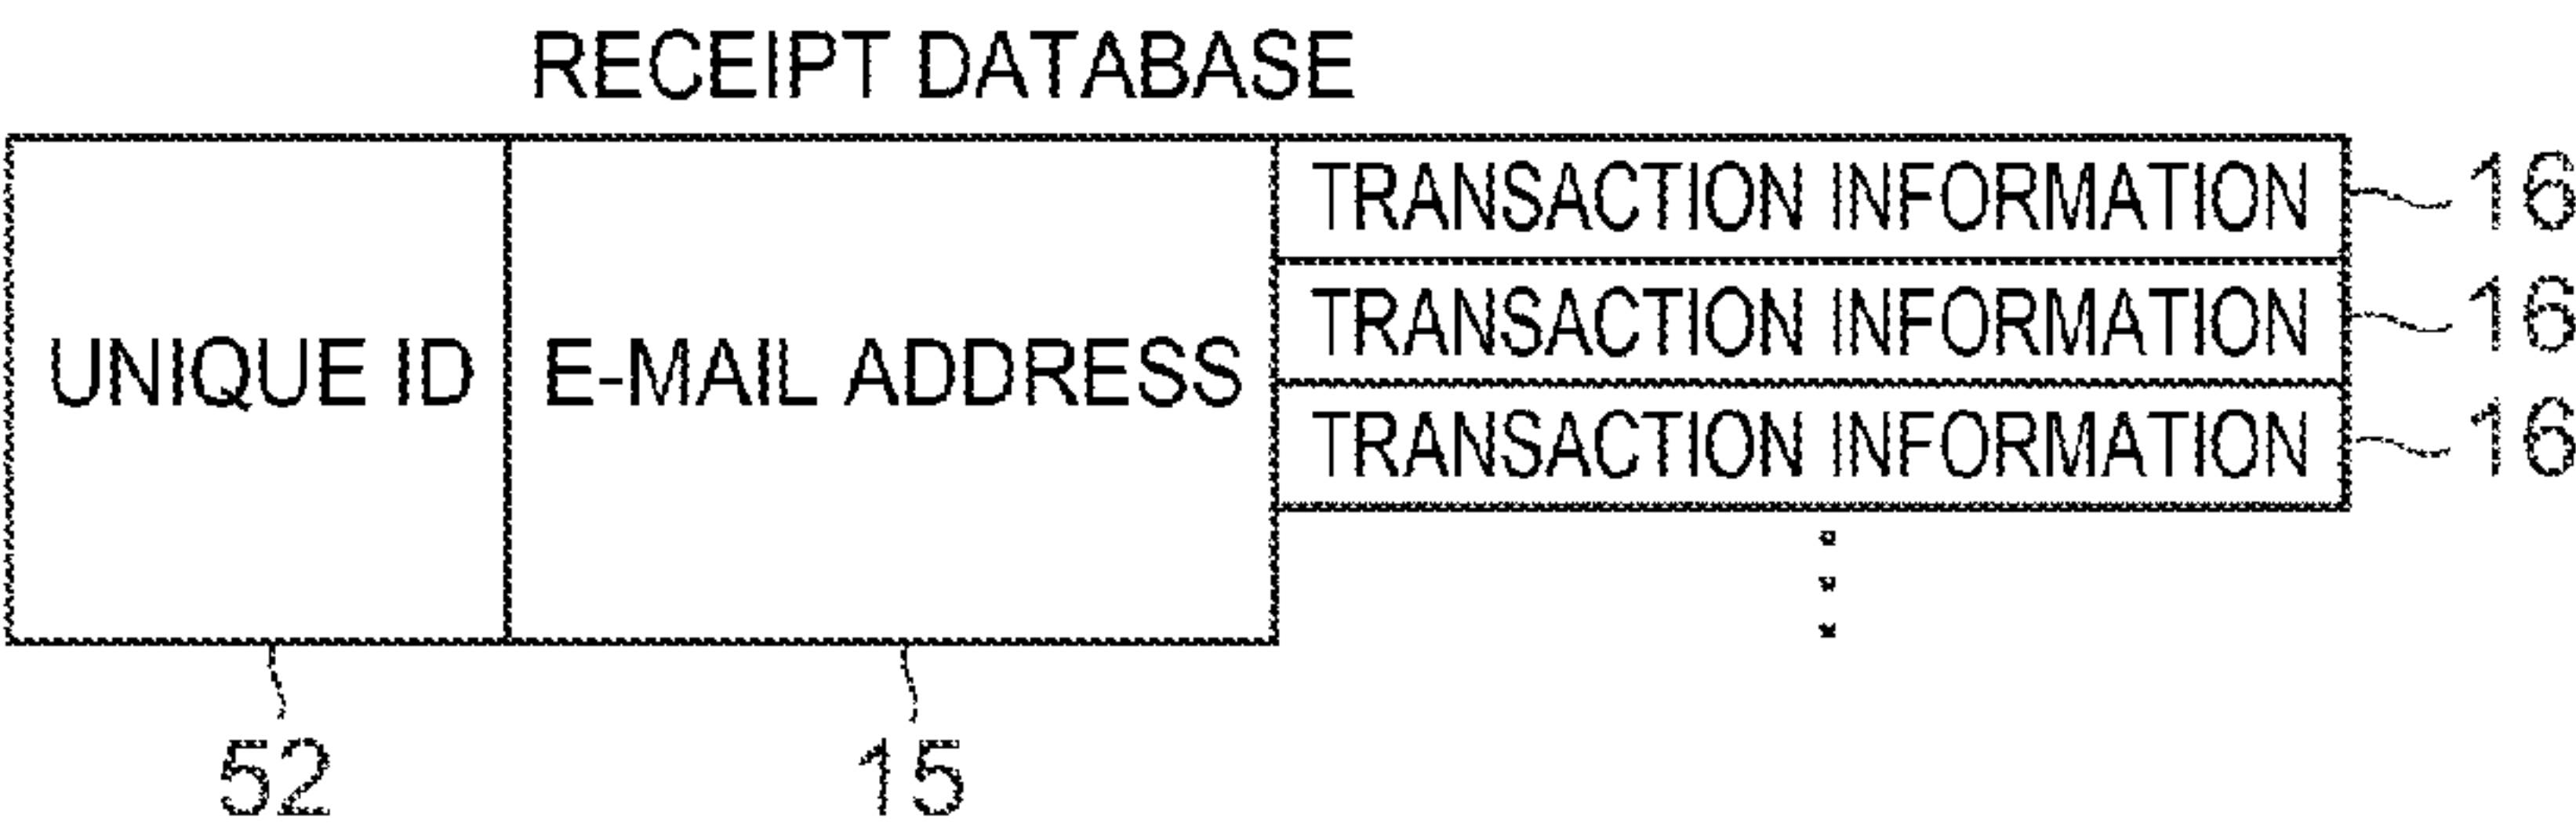 RECEIPT DATABASE
TRANSACTION INFORMATION 16
UNIQUE ID E-MAIL ADDRESS TRANSACTION INFORMATION 16
TRANSACTION INFORMATION 16
52 15